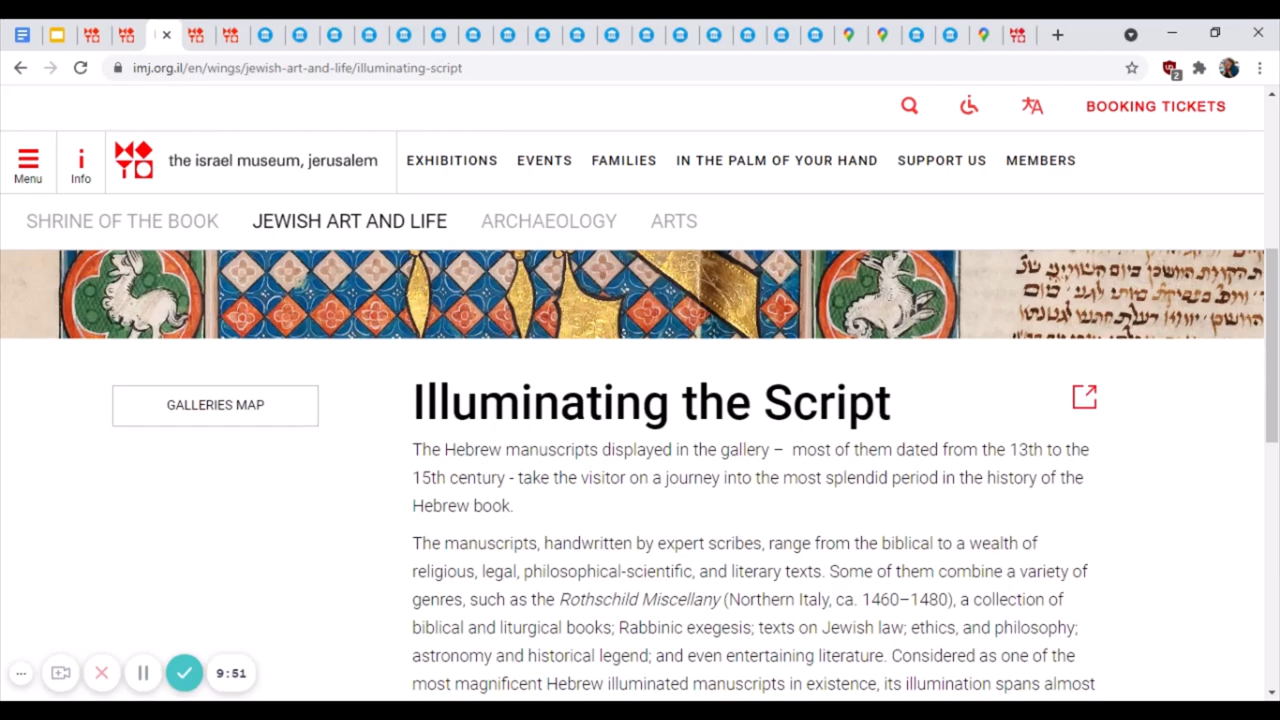 imj.org.il/en/wings/jewish-art-and-life/illuminating-script
2
BOOKING TICKETS
Menu
Info
the israel museum, jerusalem
EXHIBITIONS EVENTS FAMILIES IN THE PALM OF YOUR HAND SUPPORT US MEMBERS
SHRINE OF THE BOOK JEWISH ART AND LIFE ARCHAEOLOGY ARTS
GALLERIES MAP
Illuminating the Script
The Hebrew manuscripts displayed in the gallery – most of them dated from the 13th to the
15th century - take the visitor on a journey into the most splendid period in the history of the
Hebrew book.
The manuscripts, handwritten by expert scribes, range from the biblical to a wealth of
religious, legal, philosophical-scientific, and literary texts. Some of them combine a variety of
genres, such as the Rothschild Miscellany (Northern Italy, ca. 1460–1480), a collection of
biblical and liturgical books; Rabbinic exegesis; texts on Jewish law; ethics, and philosophy;
astronomy and historical legend; and even entertaining literature. Considered as one of the
most magnificent Hebrew illuminated manuscripts in existence, its illumination spans almost
9:51